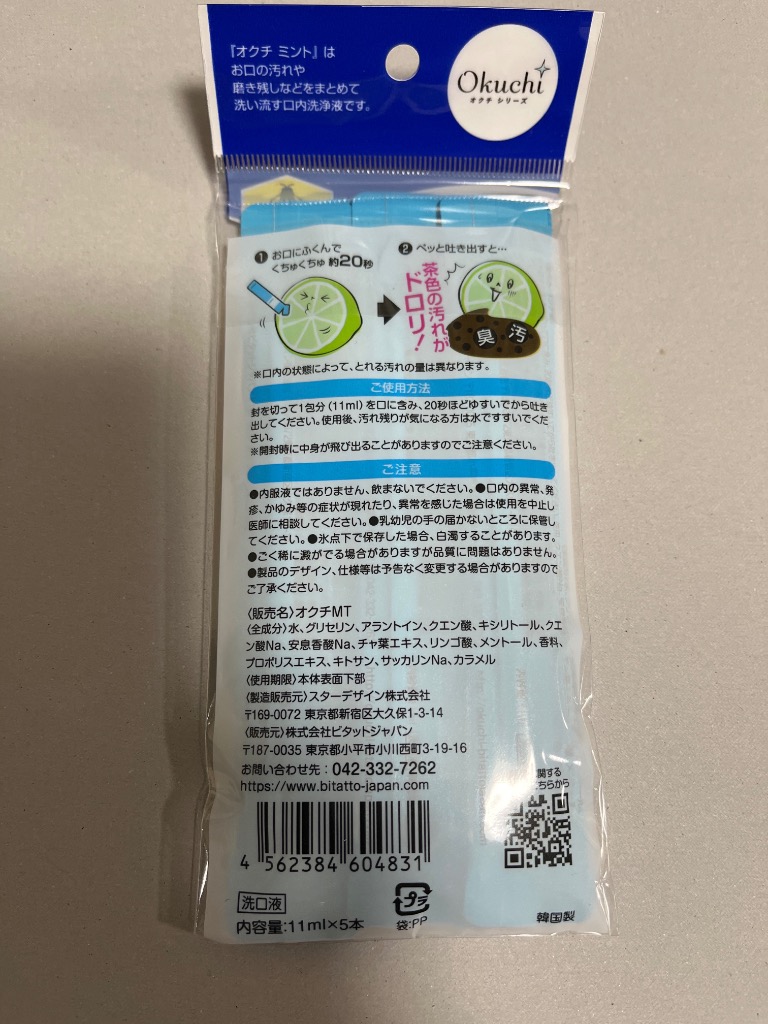 『オクチ ミント』は
お口の汚れや
磨き残しなどをまとめて
洗い流す口内洗浄液です。
Okuchi
オクチ シリーズ
❶ お口にふくんで
くちゅくちゅ 約20秒
❷ ペッと吐き出すと…
茶色の汚れが
ドロリ!
臭 汚
※口内の状態によって、とれる汚れの量は異なります。
ご使用方法
封を切って1包分(11ml)を口に含み、20秒ほどゆすいでから吐き
出してください。使用後、汚れ残りが気になる方は水ですすいでくだ
さい。
※開封時に中身が飛び出ることがありますのでご注意ください。
ご注意
●内服液ではありません、飲まないでください。●口内の異常、発
疹、かゆみ等の症状が現れたり、異常を感じた場合は使用を中止し
医師に相談してください。●乳幼児の手の届かないところに保管し
てください。●氷点下で保存した場合、白濁することがあります。
●ごく稀に澱がでる場合がありますが品質に問題はありません。
●製品のデザイン、仕様等は予告なく変更する場合がありますので
ご了承ください。
〈販売名〉オクチMT
〈全成分〉水、グリセリン、アラントイン、クエン酸、キシリトール、クエ
ン酸Na、安息香酸Na、チャ葉エキス、リンゴ酸、メントール、香料、
プロポリスエキス、キトサン、サッカリンNa、カラメル
〈使用期限〉本体表面下部
〈製造販売元〉スターデザイン株式会社
〒169-0072 東京都新宿区大久保1-3-14
〈販売元〉株式会社ビタットジャパン
〒187-0035 東京都小平市小川西町3-19-16
お問い合わせ先：042-332-7262
https://www.bitatto-japan.com
関する
ちらから
4 562384 604831
洗口液
内容量:11ml×5本
プラ
袋:PP
韓国製